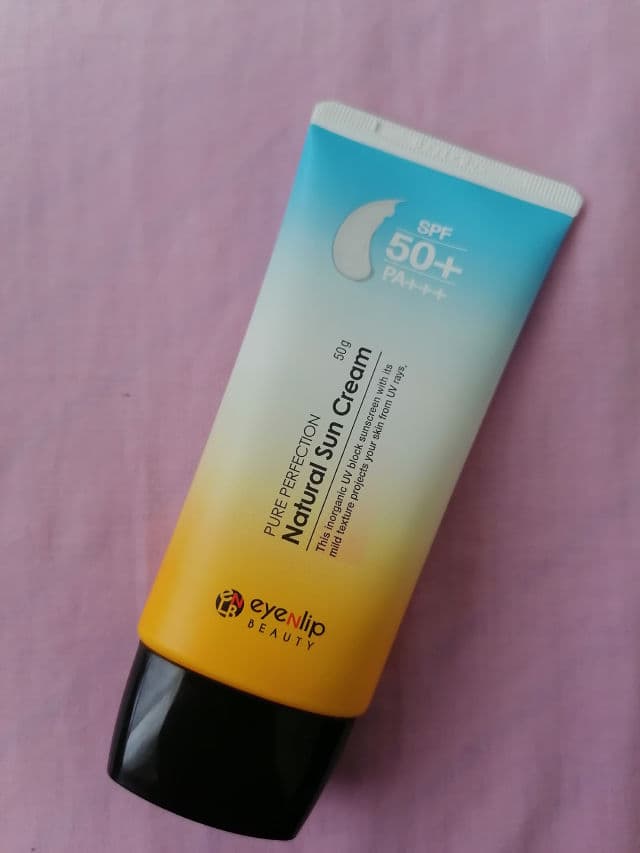 SPF
50+
PA+++
50g
PURE PERFECTION
Natural Sun Cream
This inorganic UV block sunscreen with its
mild texture projects your skin from UV rays,
eyeNlip
BEAUTY